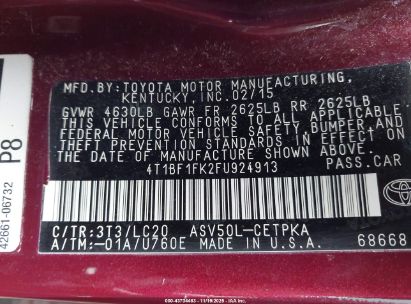 MFD. BY:TOYOTA MOTOR MANUFACTURING,
KENTUCKY, INC. 02/15
GVWR 4630LB GAWR FR 2625LB RR 2625LB
THIS VEHICLE CONFORMS TO ALL APPLICABLE
FEDERAL MOTOR VEHICLE SAFETY, BUMPER, AND
THEFT PREVENTION STANDARDS IN EFFECT ON
THE DATE OF MANUFACTURE SHOWN ABOVE.
4T1BF1FK2FU924913 PASS.CAR
C/TR:3T3/LC20 ASV50L-CETPKA
A/TM:-01A/U760E MADE IN U.S.A. 68668
42661-06732 P8
TOYOTA